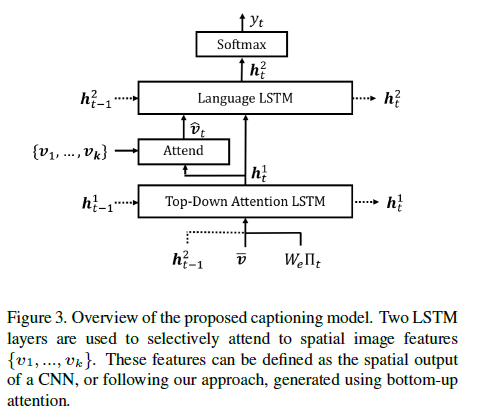 y_t
Softmax
h_t^2
h_{t-1}^2 Language LSTM h_t^2
v̂_t
{v_1, ..., v_k} Attend
h_t^1
h_{t-1}^1 Top-Down Attention LSTM h_t^1
h_{t-1}^2 v̅ W_eΠ_t
Figure 3. Overview of the proposed captioning model. Two LSTM
layers are used to selectively attend to spatial image features
{v_1, ..., v_k}. These features can be defined as the spatial output
of a CNN, or following our approach, generated using bottom-up
attention.